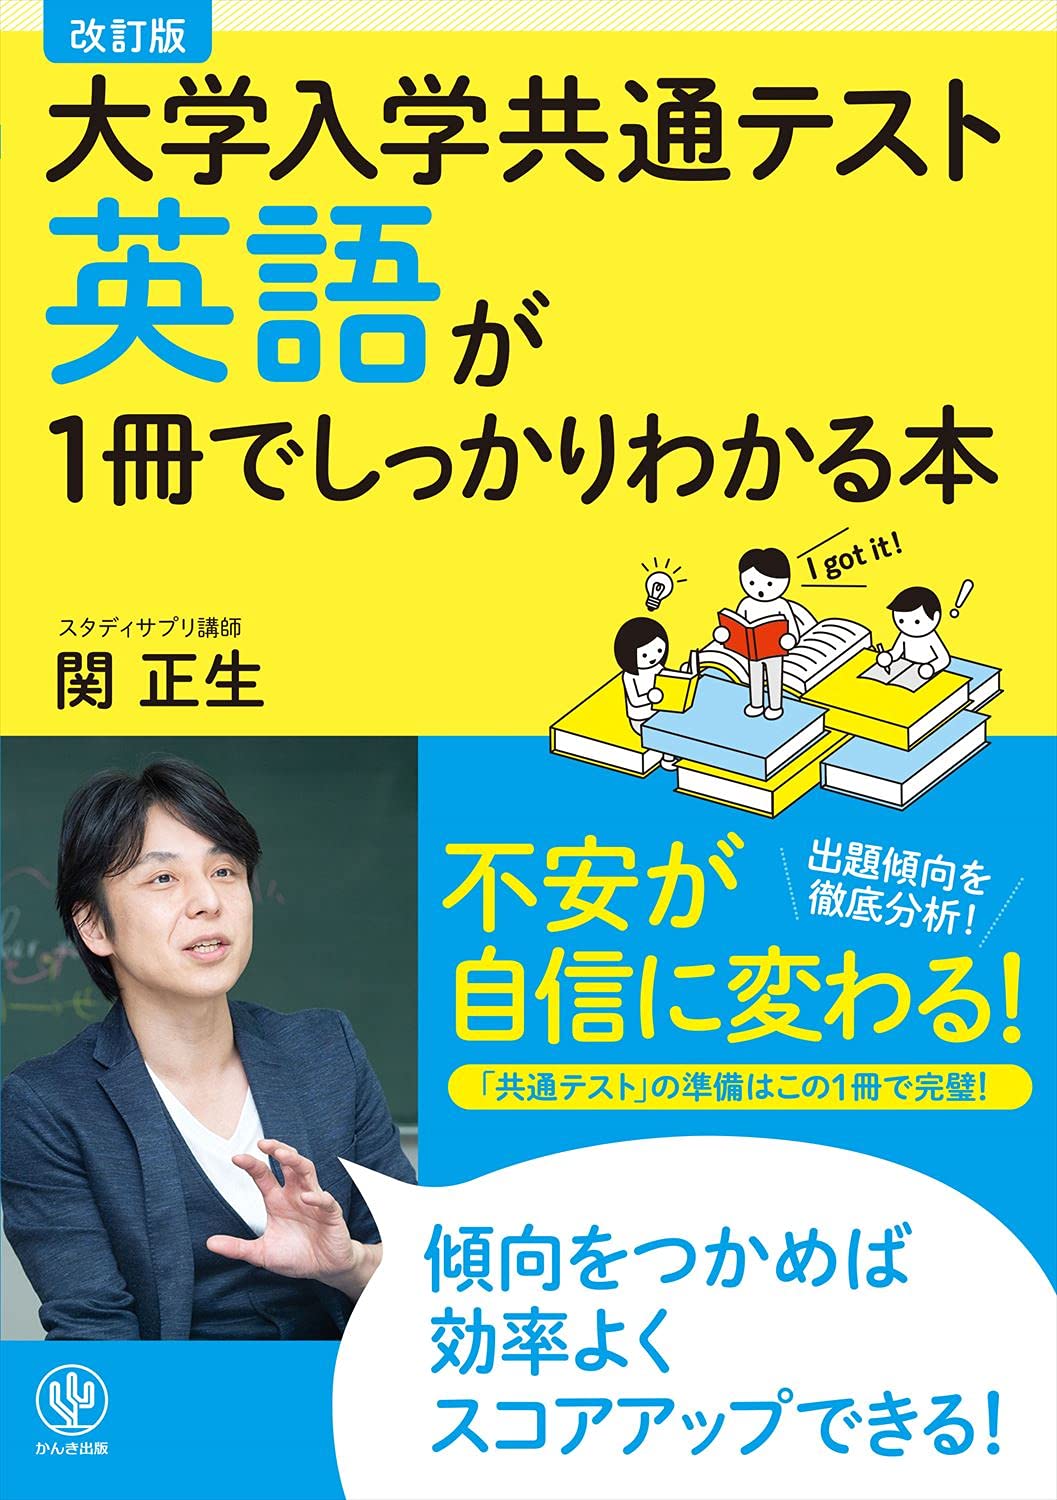 改訂版
大学入学共通テスト
英語が
1冊でしっかりわかる本
I got it!
スタディサプリ講師
関 正生
不安が
出題傾向を
徹底分析!
自信に変わる!
「共通テスト」の準備はこの1冊で完璧!
傾向をつかめば
効率よく
スコアアップできる!
かんき出版